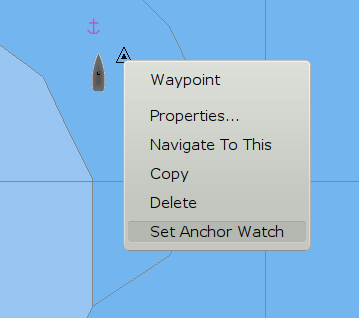 Waypoint
Properties...
Navigate To This
Copy
Delete
Set Anchor Watch